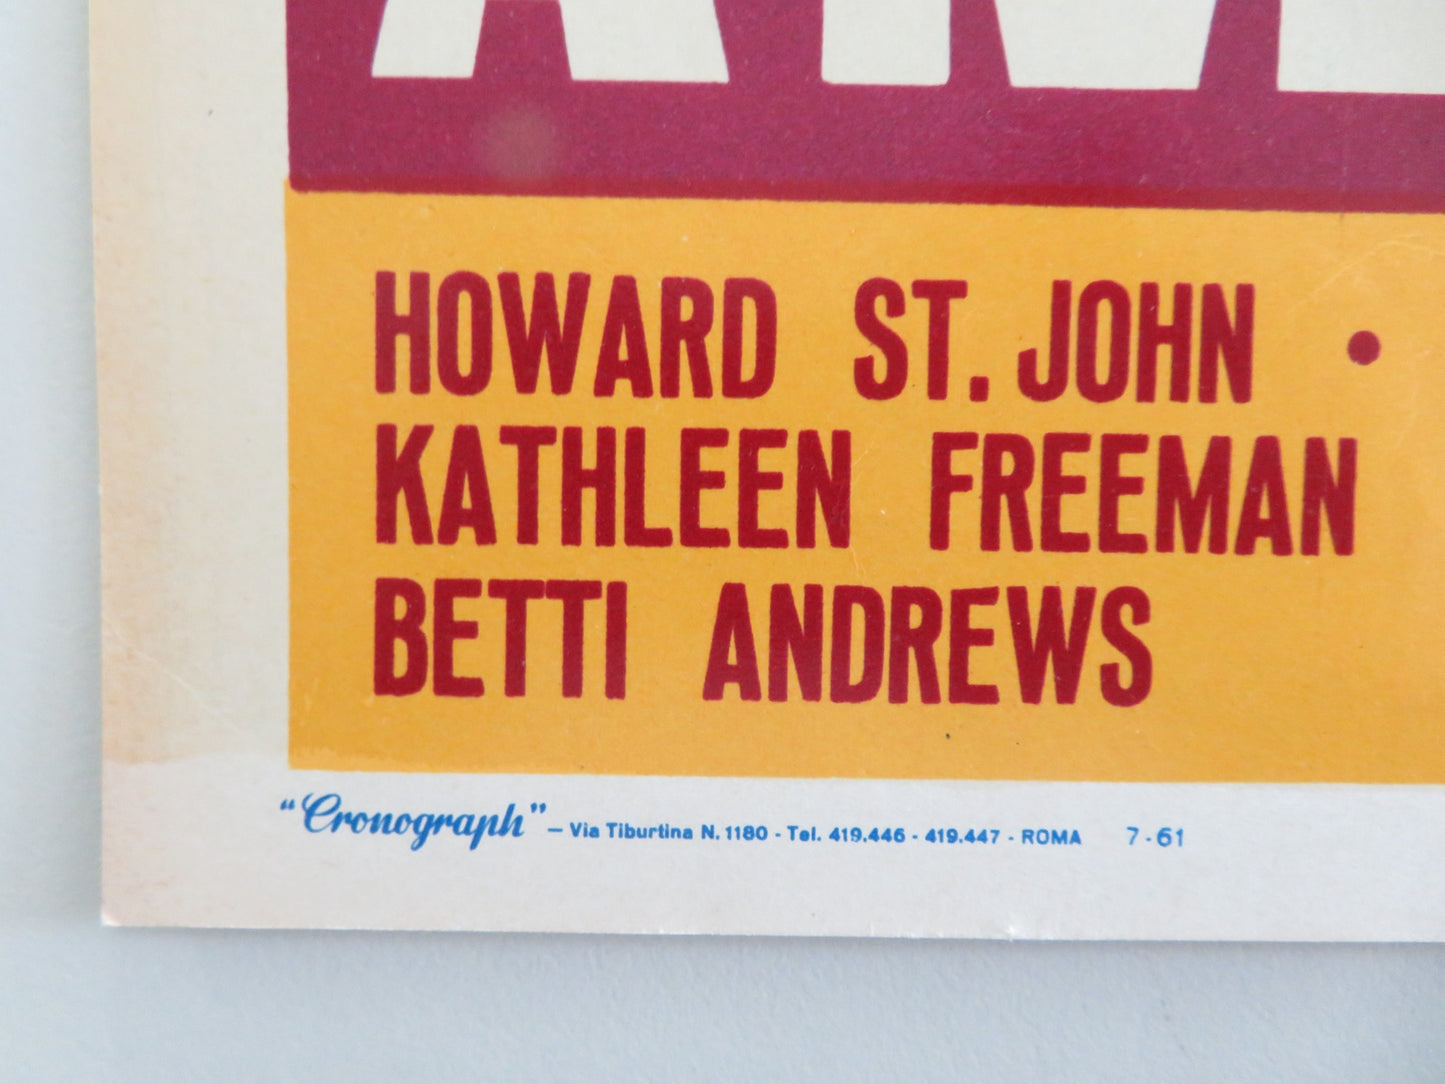 HOWARD ST. JOHN •
KATHLEEN FREEMAN
BETTI ANDREWS
"Cronograph" – Via Tiburtina N. 1180 - Tel. 419.446 - 419.447 - ROMA 7-61